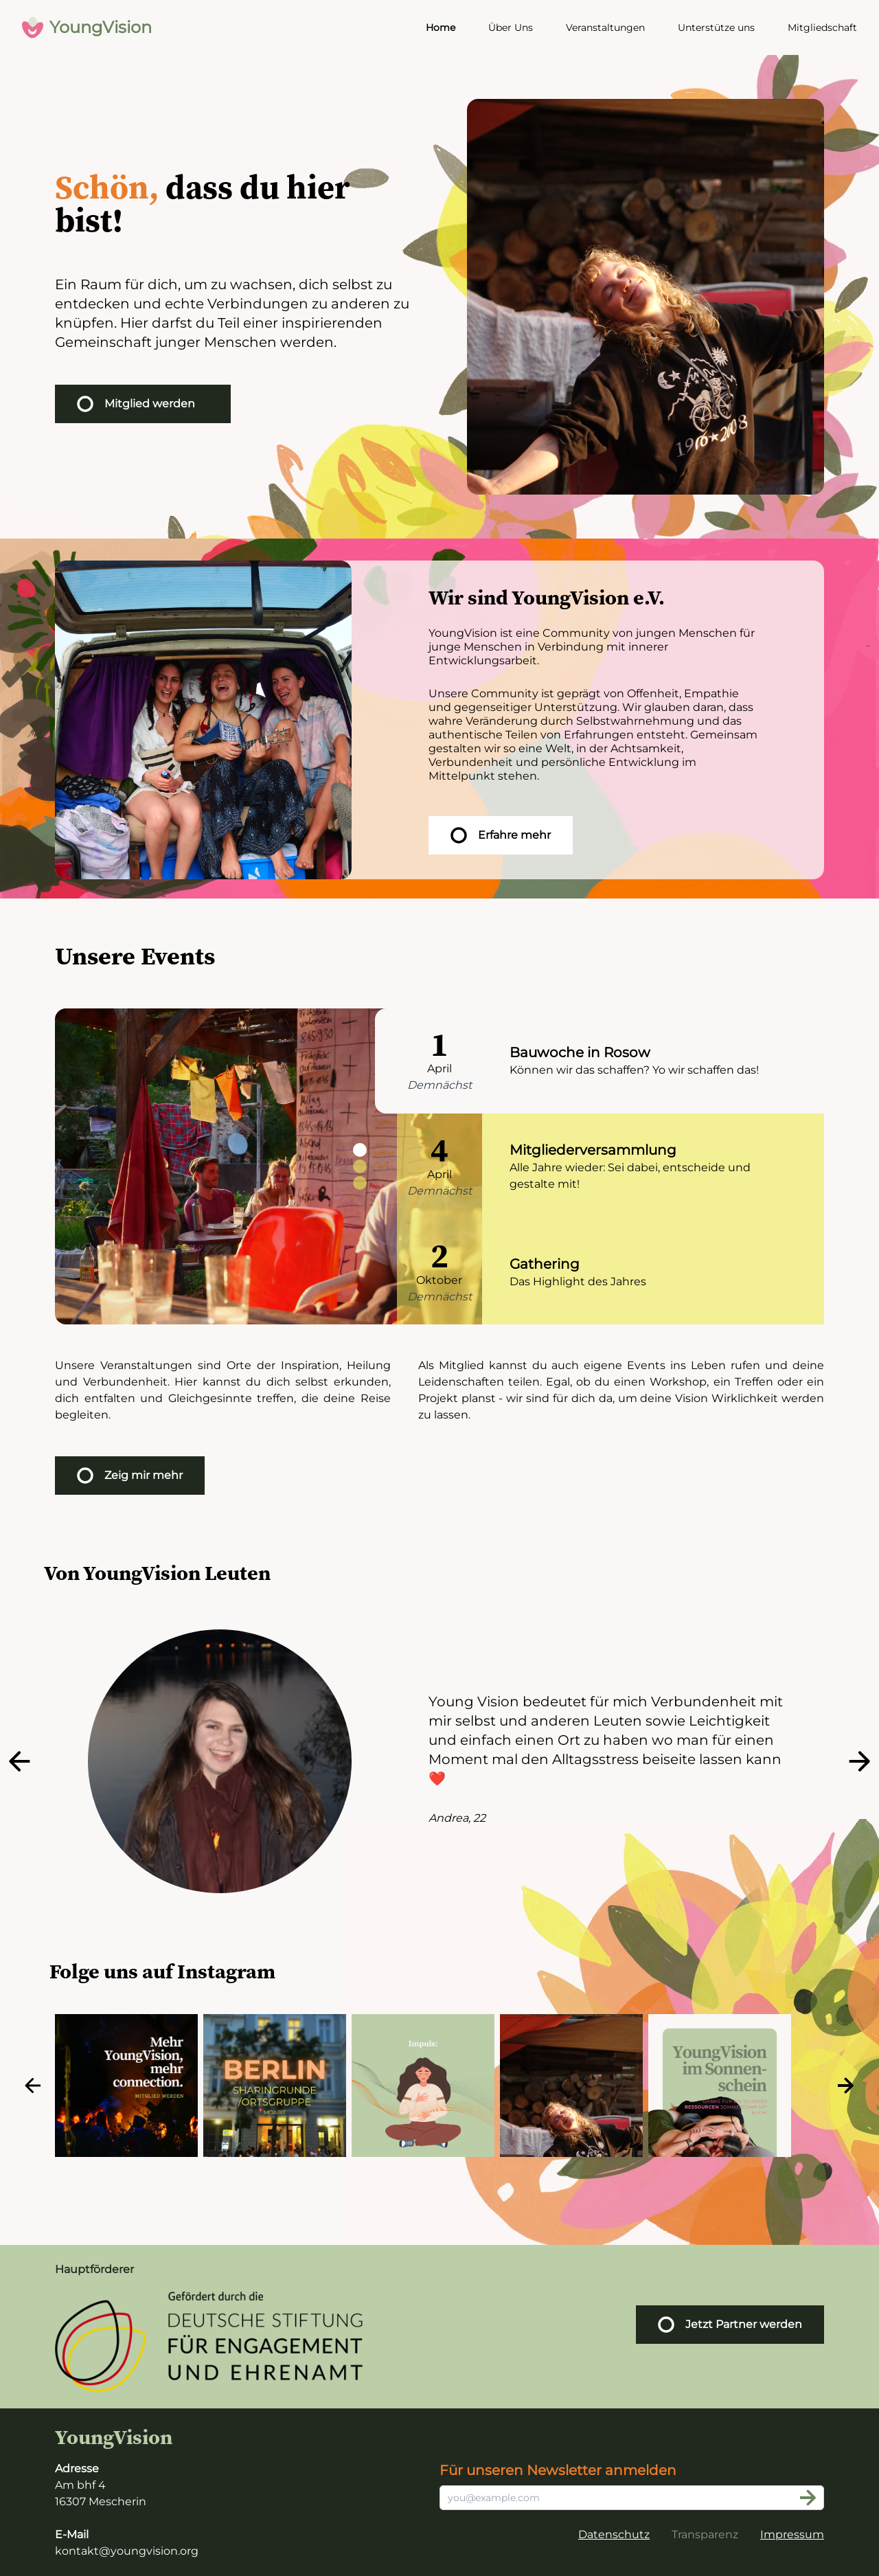 YoungVision
Home
Über Uns
Veranstaltungen
Unterstütze uns
Mitgliedschaft
Schön, dass du hier
bist!
Ein Raum für dich, um zu wachsen, dich selbst zu
entdecken und echte Verbindungen zu anderen zu
knüpfen. Hier darfst du Teil einer inspirierenden
Gemeinschaft junger Menschen werden.
Mitglied werden
Wir sind YoungVision e.V.
YoungVision ist eine Community von jungen Menschen für
junge Menschen in Verbindung mit innerer
Entwicklungsarbeit.
Unsere Community ist geprägt von Offenheit, Empathie
und gegenseitiger Unterstützung. Wir glauben daran, dass
wahre Veränderung durch Selbstwahrnehmung und das
authentische Teilen von Erfahrungen entsteht. Gemeinsam
gestalten wir so eine Welt, in der Achtsamkeit,
Verbundenheit und persönliche Entwicklung im
Mittelpunkt stehen.
Erfahre mehr
Unsere Events
1
April
Demnächst
Bauwoche in Rosow
Können wir das schaffen? Yo wir schaffen das!
4
April
Demnächst
Mitgliederversammlung
Alle Jahre wieder: Sei dabei, entscheide und
gestalte mit!
2
Oktober
Demnächst
Gathering
Das Highlight des Jahres
Unsere Veranstaltungen sind Orte der Inspiration, Heilung
und Verbundenheit. Hier kannst du dich selbst erkunden,
dich entfalten und Gleichgesinnte treffen, die deine Reise
begleiten.
Als Mitglied kannst du auch eigene Events ins Leben rufen und deine
Leidenschaften teilen. Egal, ob du einen Workshop, ein Treffen oder ein
Projekt planst - wir sind für dich da, um deine Vision Wirklichkeit werden
zu lassen.
Zeig mir mehr
Von YoungVision Leuten
Young Vision bedeutet für mich Verbundenheit mit
mir selbst und anderen Leuten sowie Leichtigkeit
und einfach einen Ort zu haben wo man für einen
Moment mal den Alltagsstress beiseite lassen kann
❤️
Andrea, 22
Folge uns auf Instagram
Mehr
YoungVision,
mehr
connection.
MITGLIED WERDEN
BERLIN
SHARINGRUNDE
/ORTSGRUPPE
Impuls:
YoungVision
im Sonnen-
schein
RESSOURCEN
Hauptförderer
Gefördert durch die
DEUTSCHE STIFTUNG
FÜR ENGAGEMENT
UND EHRENAMT
Jetzt Partner werden
YoungVision
Adresse
Am bhf 4
16307 Mescherin
E-Mail
kontakt@youngvision.org
Für unseren Newsletter anmelden
you@example.com
Datenschutz
Transparenz
Impressum